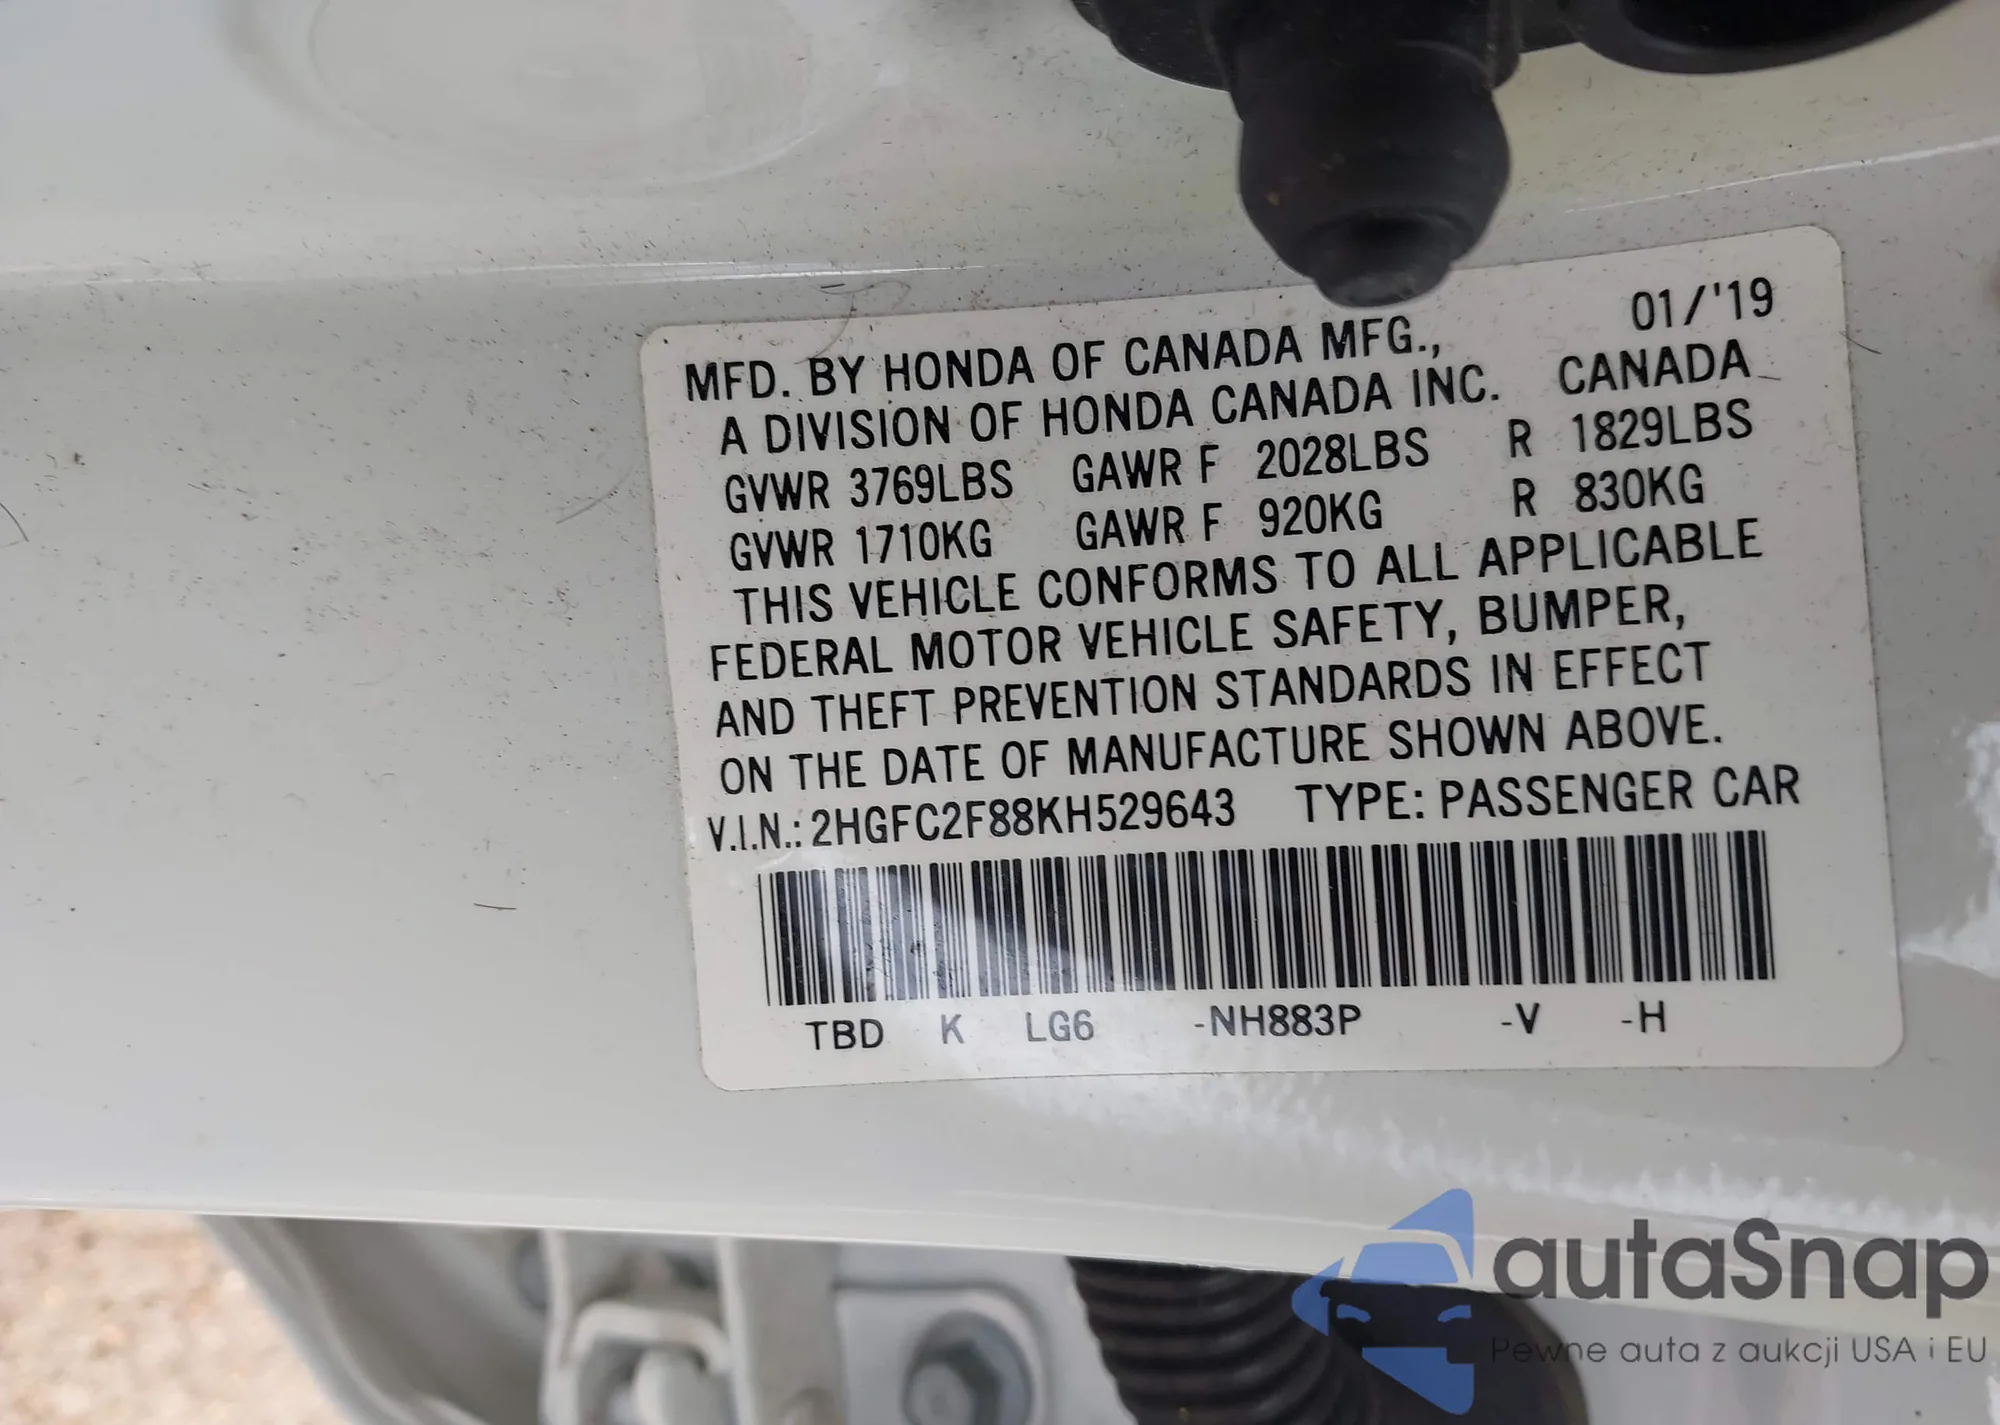 01/'19
MFD. BY HONDA OF CANADA MFG.,
A DIVISION OF HONDA CANADA INC. CANADA
GVWR 3769LBS GAWR F 2028LBS R 1829LBS
GVWR 1710KG GAWR F 920KG R 830KG
THIS VEHICLE CONFORMS TO ALL APPLICABLE
FEDERAL MOTOR VEHICLE SAFETY, BUMPER,
AND THEFT PREVENTION STANDARDS IN EFFECT
ON THE DATE OF MANUFACTURE SHOWN ABOVE.
V.I.N.: 2HGFC2F88KH529643 TYPE: PASSENGER CAR
TBD K LG6 -NH883P -V -H
autaSnap
Pewne auta z aukcji USA i EU